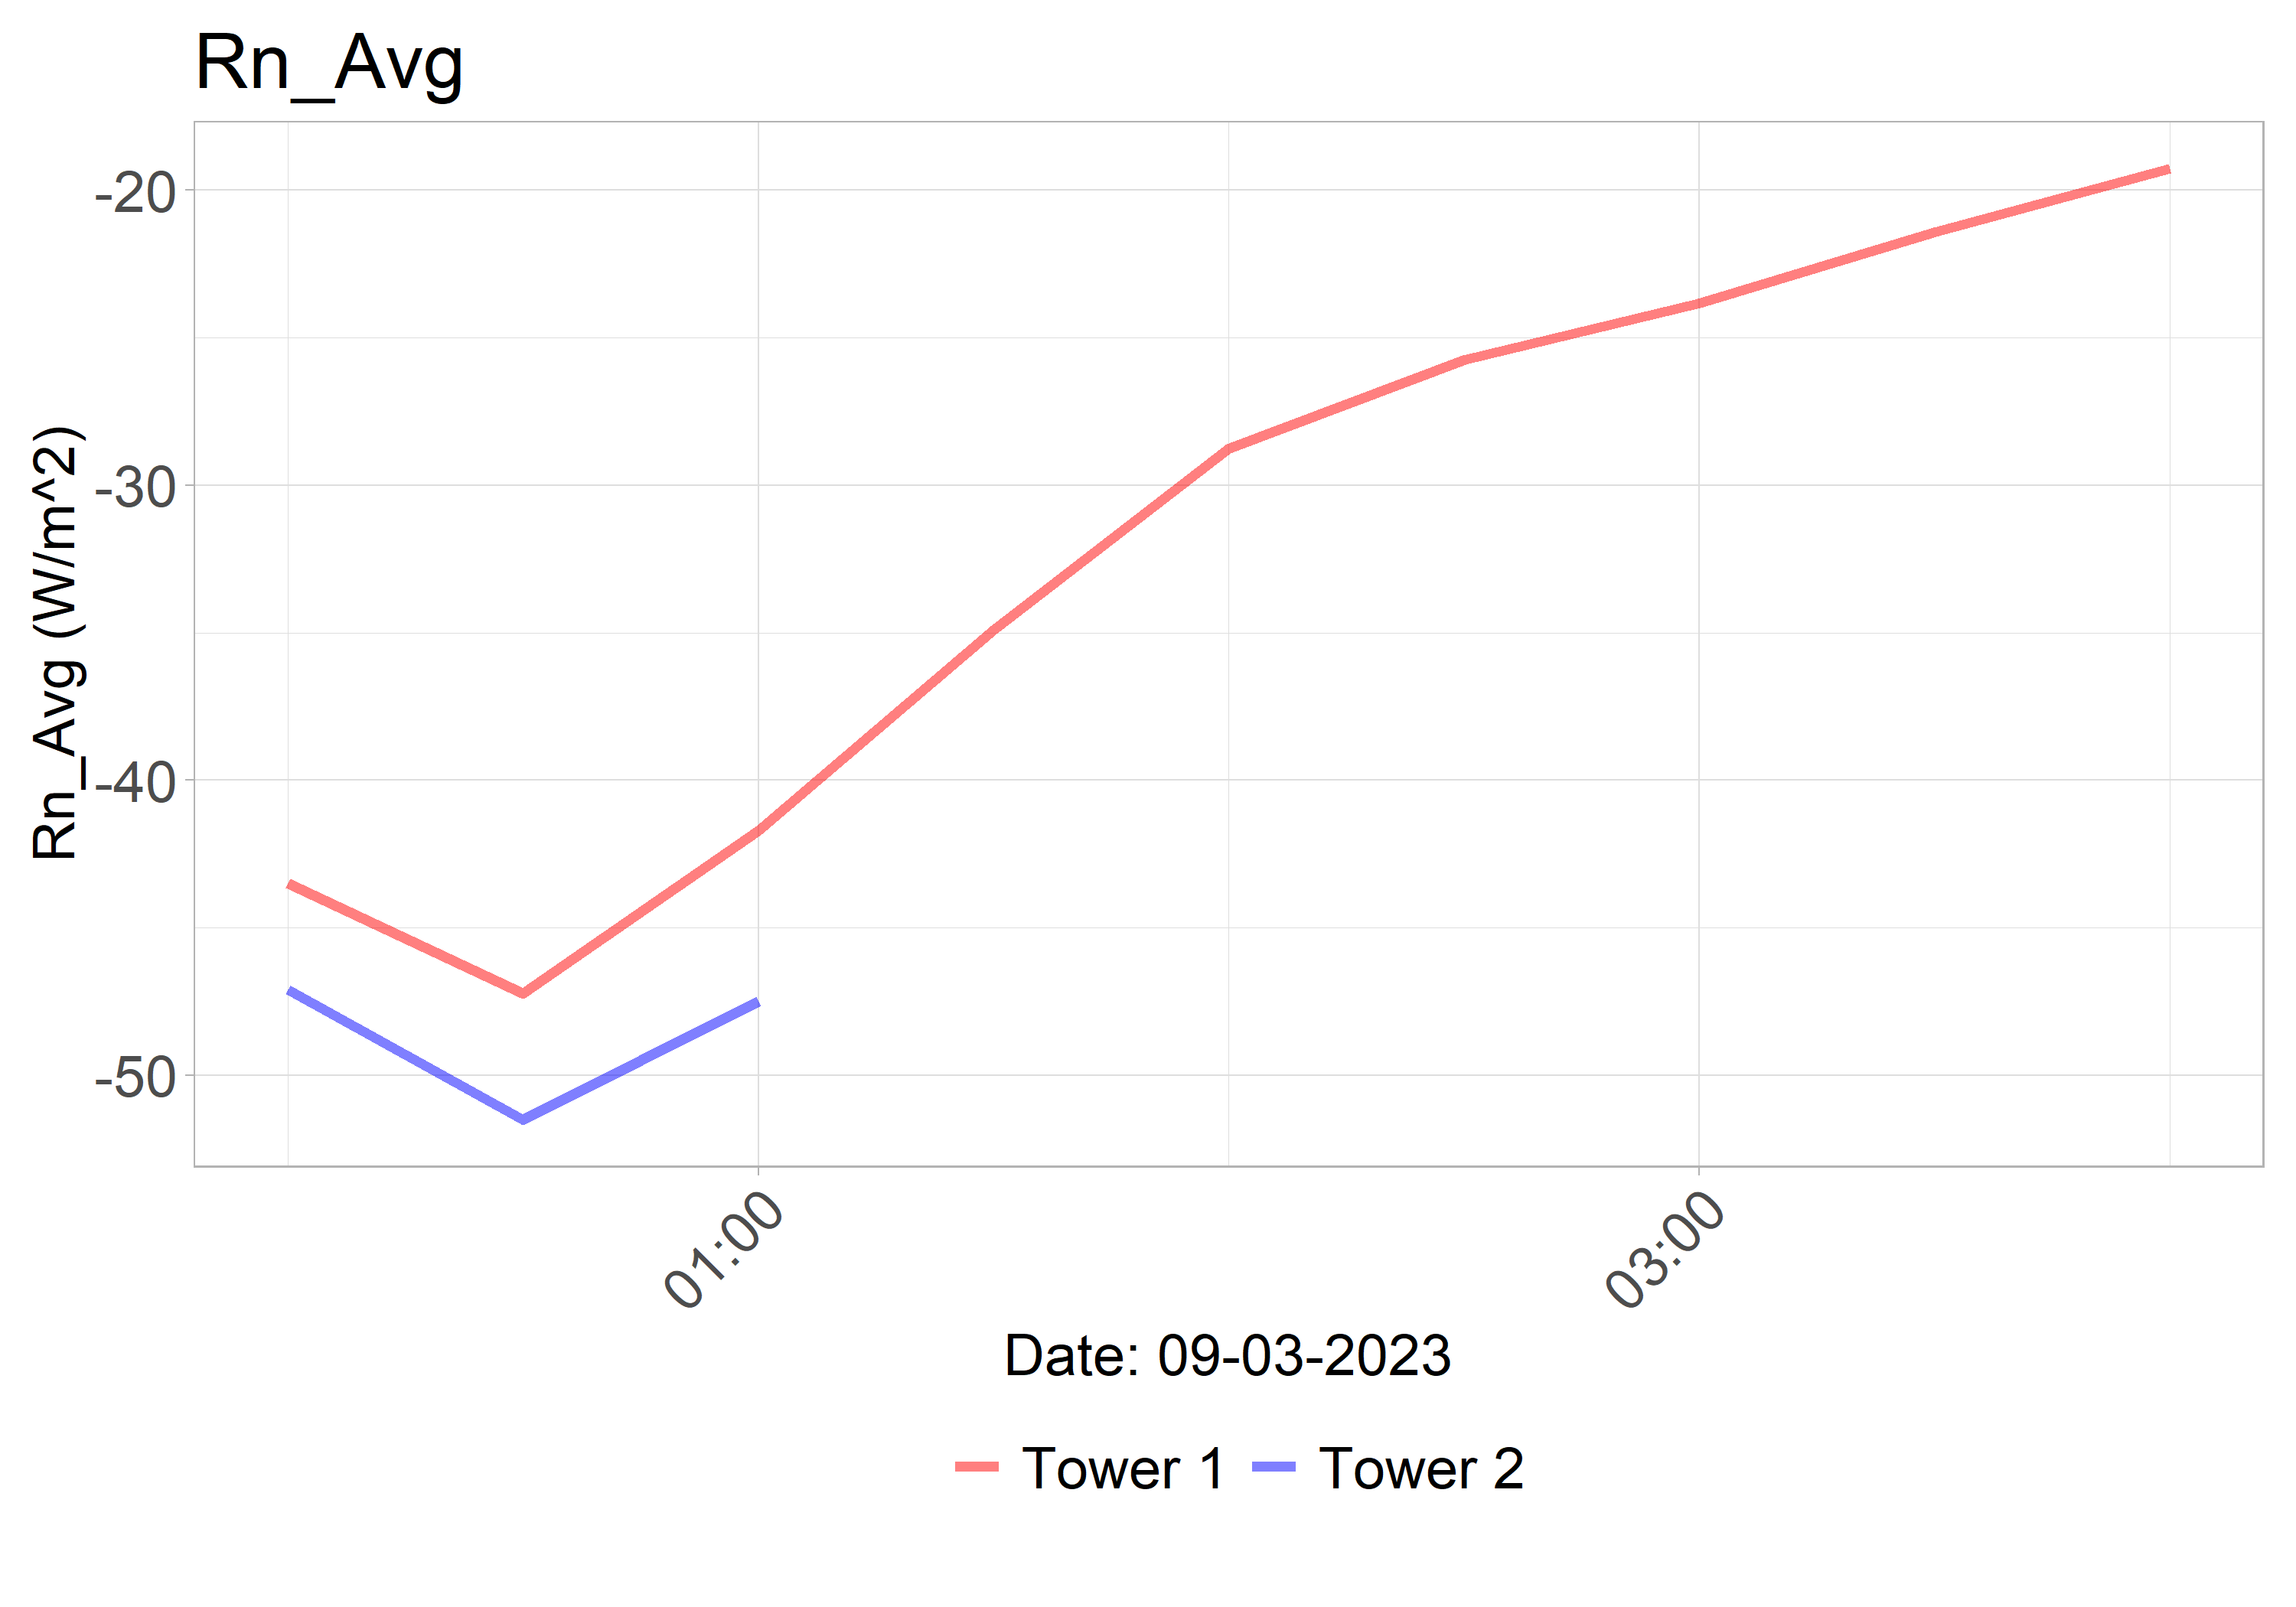 Rn_Avg
Rn_Avg (W/m^2)
-20
-30
-40
-50
01:00
03:00
Date: 09-03-2023
Tower 1
Tower 2